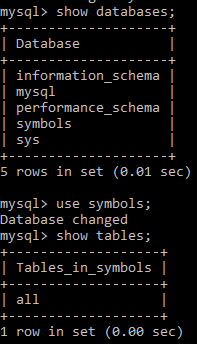 mysql> show databases;
+--------------------+
| Database           |
+--------------------+
| information_schema |
| mysql              |
| performance_schema |
| symbols            |
| sys                |
+--------------------+
5 rows in set (0.01 sec)
mysql> use symbols;
Database changed
mysql> show tables;
+-------------------+
| Tables_in_symbols |
+-------------------+
| all               |
+-------------------+
1 row in set (0.00 sec)